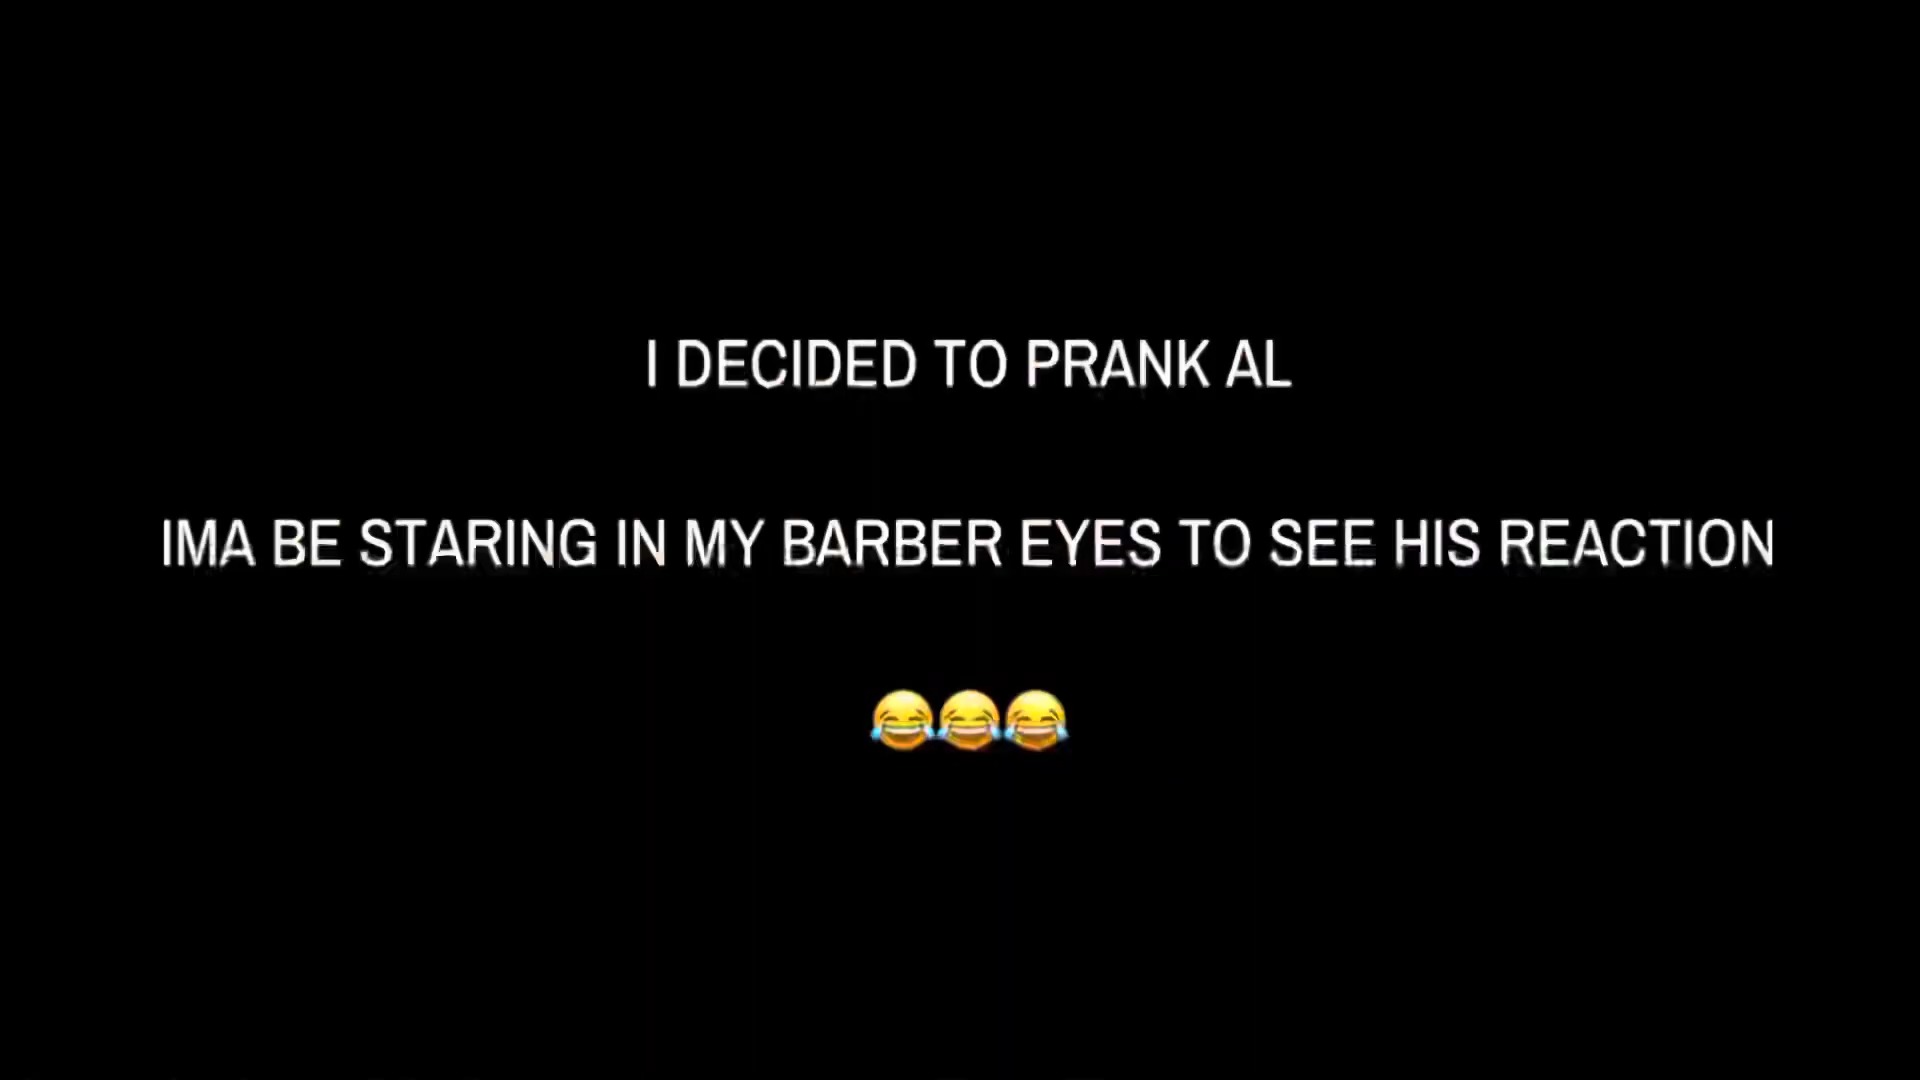 I DECIDED TO PRANK AL
IMA BE STARING IN MY BARBER EYES TO SEE HIS REACTION
😂😂😂